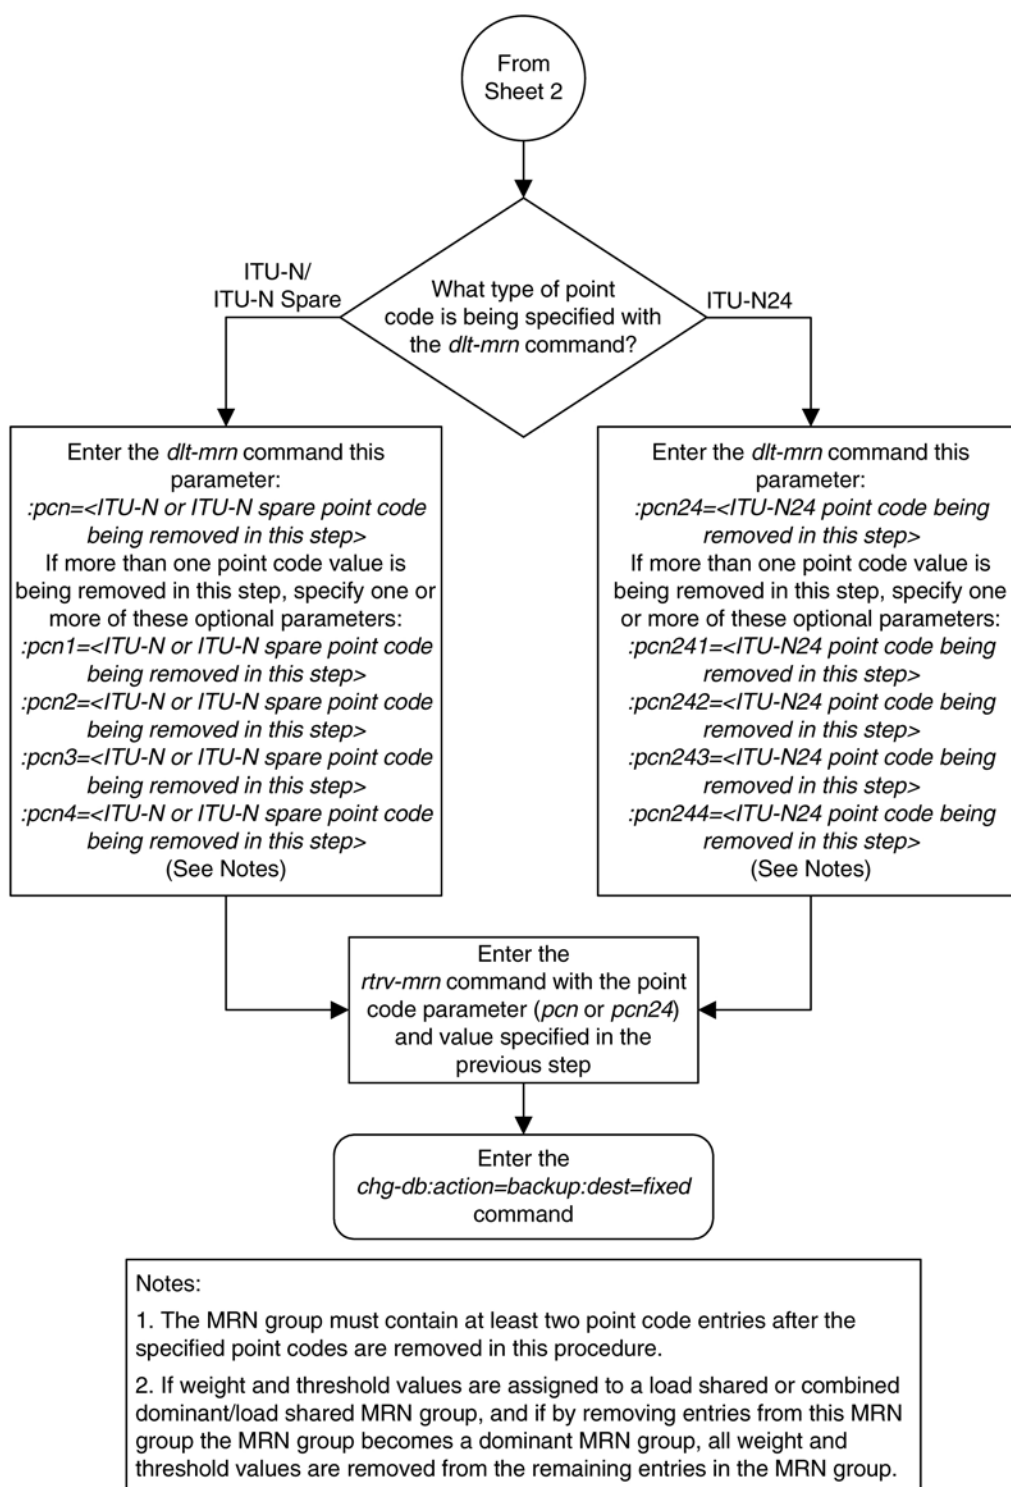 From
Sheet 2
ITU-N/
ITU-N Spare
What type of point
code is being specified with
the dlt-mrn command?
ITU-N24
Enter the dlt-mrn command this
parameter:
:pcn=<ITU-N or ITU-N spare point code
being removed in this step>
If more than one point code value is
being removed in this step, specify one or
more of these optional parameters:
:pcn1=<ITU-N or ITU-N spare point code
being removed in this step>
:pcn2=<ITU-N or ITU-N spare point code
being removed in this step>
:pcn3=<ITU-N or ITU-N spare point code
being removed in this step>
:pcn4=<ITU-N or ITU-N spare point code
being removed in this step>
(See Notes)
Enter the dlt-mrn command this
parameter:
:pcn24=<ITU-N24 point code being
removed in this step>
If more than one point code value is
being removed in this step, specify one
or more of these optional parameters:
:pcn241=<ITU-N24 point code being
removed in this step>
:pcn242=<ITU-N24 point code being
removed in this step>
:pcn243=<ITU-N24 point code being
removed in this step>
:pcn244=<ITU-N24 point code being
removed in this step>
(See Notes)
Enter the
rtrv-mrn command with the point
code parameter (pcn or pcn24)
and value specified in the
previous step
Enter the
chg-db:action=backup:dest=fixed
command
Notes:
1. The MRN group must contain at least two point code entries after the
specified point codes are removed in this procedure.
2. If weight and threshold values are assigned to a load shared or combined
dominant/load shared MRN group, and if by removing entries from this MRN
group the MRN group becomes a dominant MRN group, all weight and
threshold values are removed from the remaining entries in the MRN group.